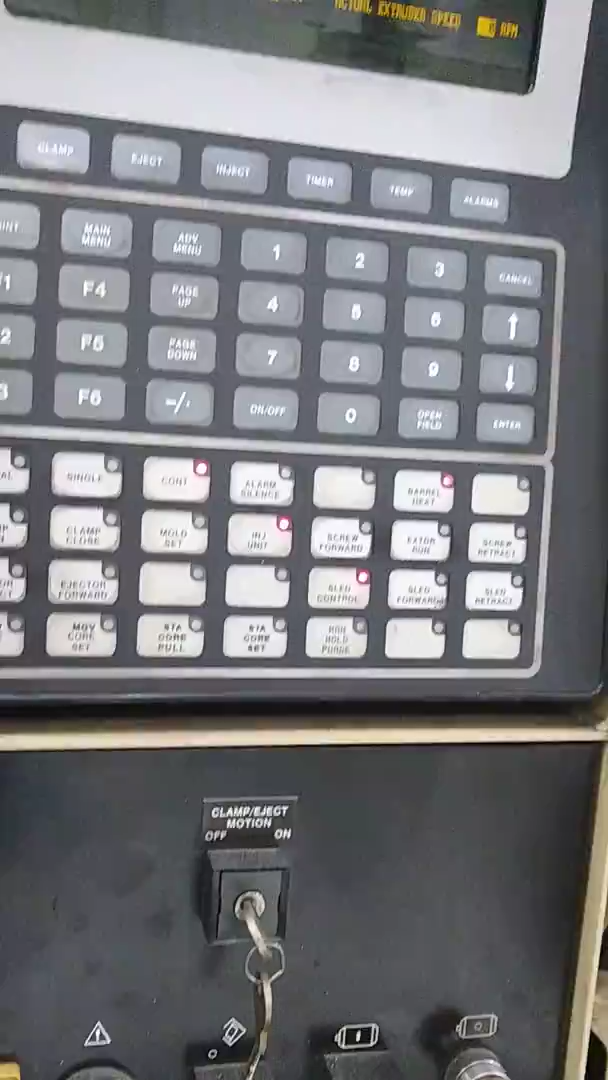 ACTUAL EXTRUDER SPEED RPM
CLAMP
EJECT
INJECT
TIMER
TEMP
ALARMS
MAIN
MENU
ADV
MENU
1
2
3
CANCEL
F4
PAGE
UP
4
5
6
↑
F5
PAGE
DOWN
7
8
9
↓
F6
-/.
ON/OFF
0
OPEN
FIELD
ENTER
SINGLE
CONT
ALARM
SILENCE
BARREL
HEAT
CLAMP
CLOSE
MOLD
SET
INJ
UNIT
SCREW
FORWARD
EXTDR
RUN
SCREW
RETRACT
EJECTOR
FORWARD
SLED
CONTROL
SLED
FORWARD
SLED
RETRACT
MOV
CORE
SET
STA
CORE
PULL
STA
CORE
SET
RUN
HOLD
PURGE
CLAMP/EJECT
MOTION
OFF ON